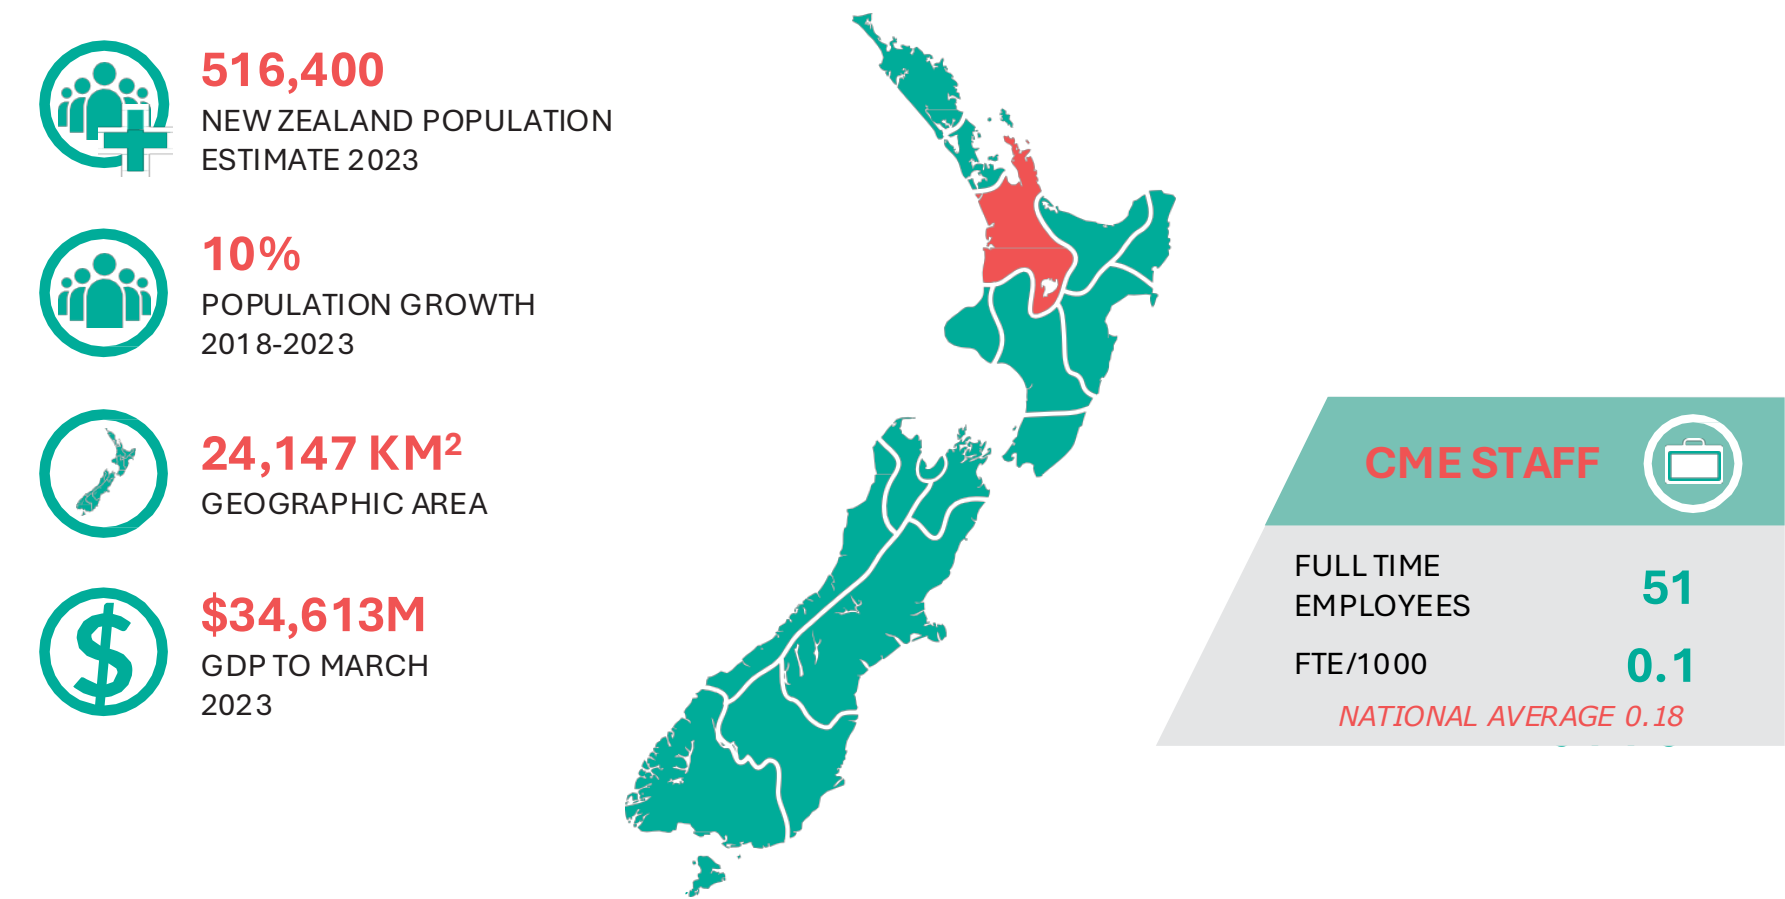 516,400
NEW ZEALAND POPULATION
ESTIMATE 2023
10%
POPULATION GROWTH
2018-2023
24,147 KM²
GEOGRAPHIC AREA
$34,613M
GDP TO MARCH
2023
CME STAFF
FULL TIME
EMPLOYEES
51
FTE/1000
0.1
NATIONAL AVERAGE 0.18